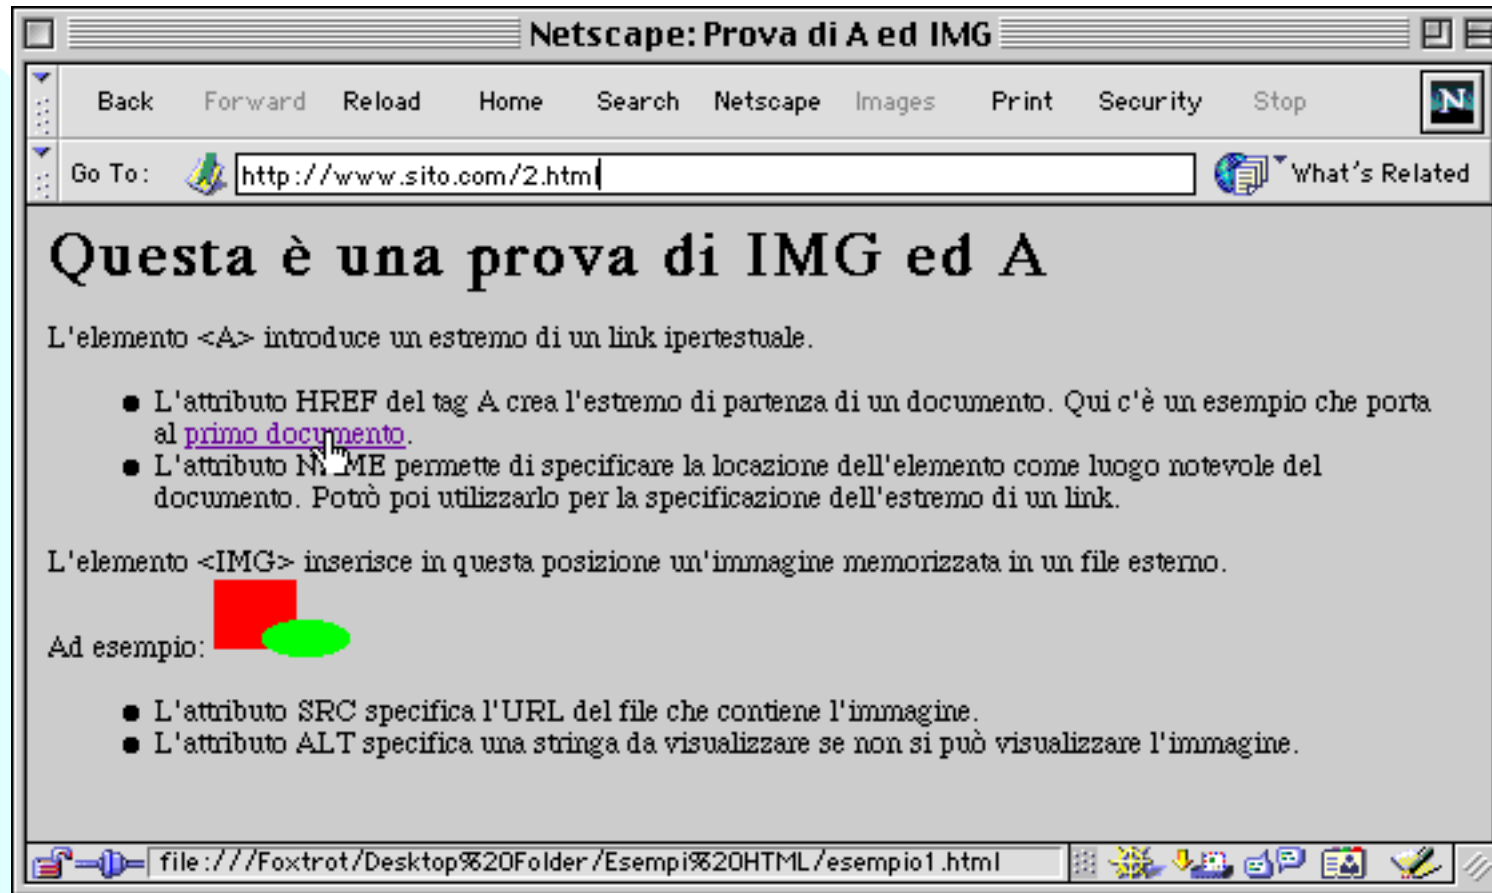 Netscape: Prova di A ed IMG
Back Forward Reload Home Search Netscape Images Print Security Stop
N
Go To: http://www.sito.com/2.html What's Related
Questa è una prova di IMG ed A
L'elemento <A> introduce un estremo di un link ipertestuale.
● L'attributo HREF del tag A crea l'estremo di partenza di un documento. Qui c'è un esempio che porta
al primo documento.
● L'attributo NAME permette di specificare la locazione dell'elemento come luogo notevole del
documento. Potrò poi utilizzarlo per la specificazione dell'estremo di un link.
L'elemento <IMG> inserisce in questa posizione un'immagine memorizzata in un file esterno.
Ad esempio:
● L'attributo SRC specifica l'URL del file che contiene l'immagine.
● L'attributo ALT specifica una stringa da visualizzare se non si può visualizzare l'immagine.
file:///Foxtrot/Desktop%20Folder/Esempi%20HTML/esempio1.html